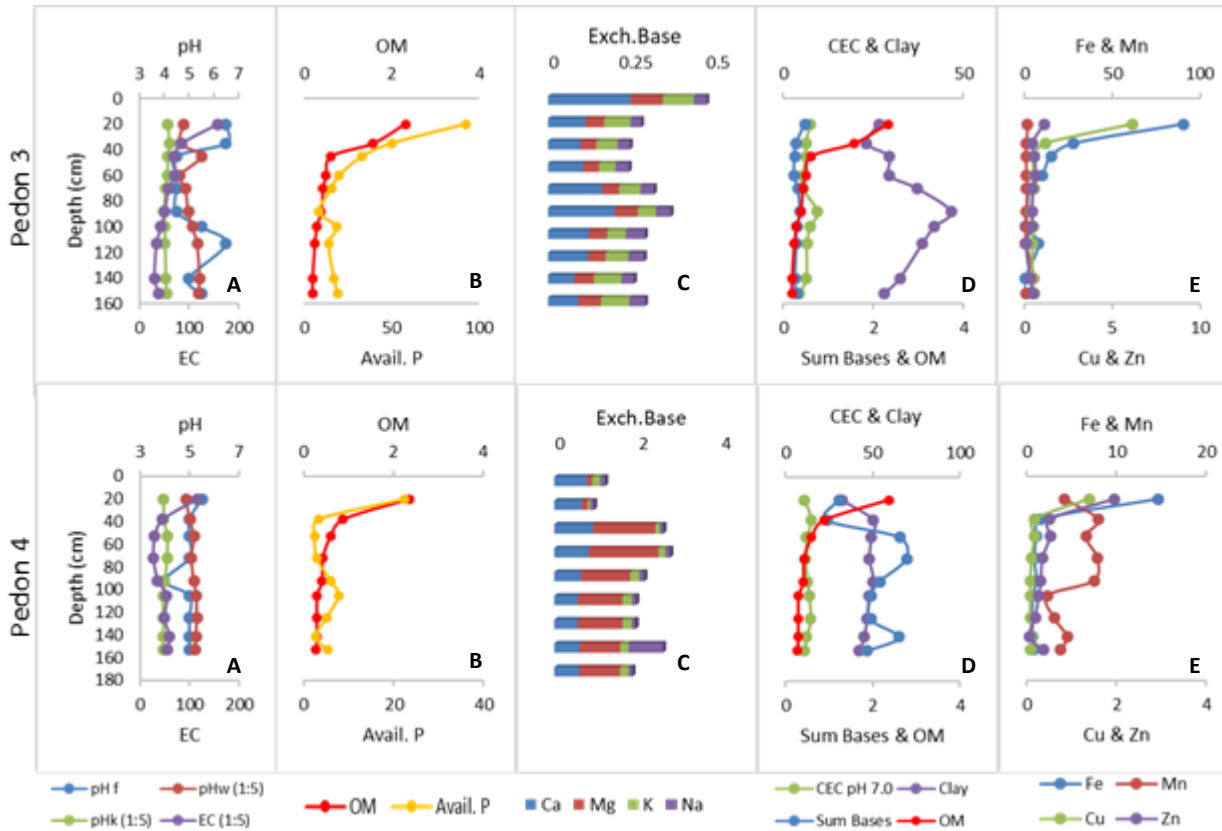 pH
3 4 5 6 7
OM
0 2 4
Exch.Base
0 0.25 0.5
CEC & Clay
0 50
Fe & Mn
0 50 100
Pedon 3
Depth (cm)
0
20
40
60
80
100
120
140
160
A
B
C
D
E
0 100 200
EC
0 50 100
Avail. P
0 2 4
Sum Bases & OM
0 5 10
Cu & Zn
pH
3 5 7
OM
0 2 4
Exch.Base
0 2 4
CEC & Clay
0 50 100
Fe & Mn
0 10 20
Pedon 4
Depth (cm)
0
20
40
60
80
100
120
140
160
180
A
B
C
D
E
0 100 200
EC
0 20 40
Avail. P
0 2 4
Sum Bases & OM
0 2 4
Cu & Zn
pH f pHw (1:5)
pHk (1:5) EC (1:5)
OM Avail. P
Ca Mg K Na
CEC pH 7.0 Clay
Sum Bases OM
Fe Mn
Cu Zn